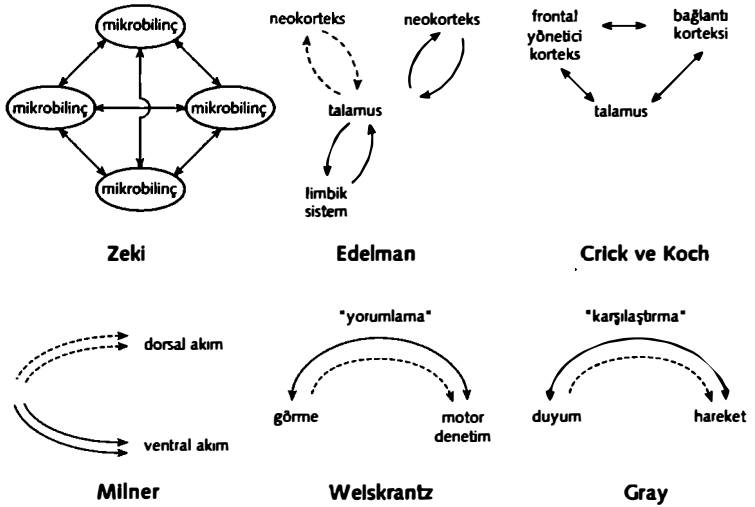 mikrobilinç
mikrobilinç
mikrobilinç
mikrobilinç
Zeki
neokorteks
neokorteks
talamus
limbik
sistem
Edelman
frontal
yönetici
korteks
bağlantı
korteksi
talamus
Crick ve Koch
dorsal akım
ventral akım
Milner
"yorumlama"
görme
motor
denetim
Welskrantz
"karşılaştırma"
duyum
hareket
Gray